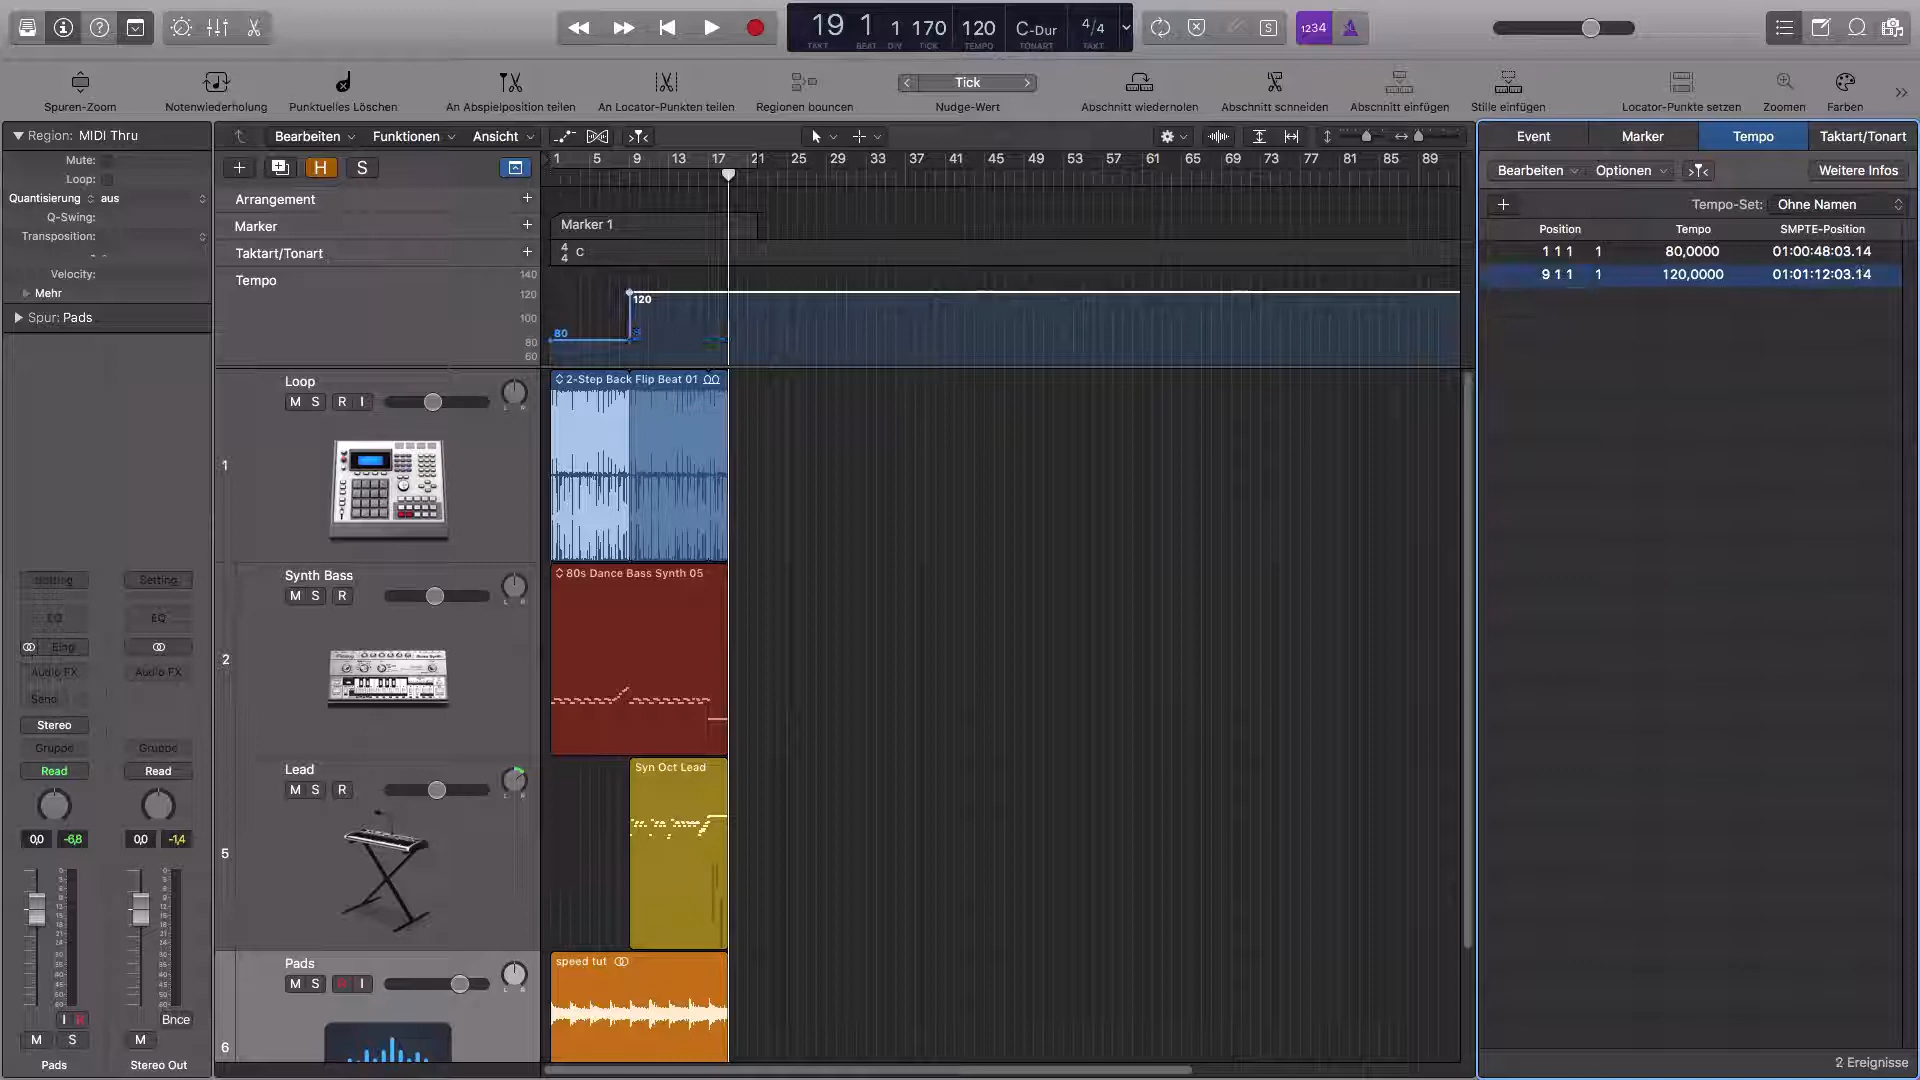 19 1 1 170 120 C-Dur 4/4
TAKT BEAT DIV TICK TEMPO TONART TAKT
S 1234
Spuren-Zoom Notenwiederholung Punktuelles Löschen An Abspielposition teilen An Locator-Punkten teilen Regionen bouncen Tick Nudge-Wert Abschnitt wiederholen Abschnitt schneiden Abschnitt einfügen Stille einfügen Locator-Punkte setzen Zoomen Farben
Region: MIDI Thru
Mute:
Loop:
Quantisierung aus
Q-Swing:
Transposition:
Velocity:
Mehr
Spur: Pads
Setting Setting
EQ EQ
Eing
Audio FX Audio FX
Send
Stereo
Gruppe Gruppe
Read Read
0,0 -6,8 0,0 -1,4
I R Bnce
M S M
Pads Stereo Out
Bearbeiten Funktionen Ansicht
H S
1 5 9 13 17 21 25 29 33 37 41 45 49 53 57 61 65 69 73 77 81 85 89
Arrangement
Marker
Marker 1
Taktart/Tonart
4 4 C
Tempo
140
120
100
80
60
120
80
1
Loop
M S R I
2-Step Back Flip Beat 01
2
Synth Bass
M S R
80s Dance Bass Synth 05
5
Lead
M S R
Syn Oct Lead
6
Pads
M S R I
speed tut
Event Marker Tempo Taktart/Tonart
Bearbeiten Optionen Weitere Infos
Tempo-Set: Ohne Namen
Position Tempo SMPTE-Position
1 1 1 1 80,0000 01:00:48:03.14
9 1 1 1 120,0000 01:01:12:03.14
2 Ereignisse